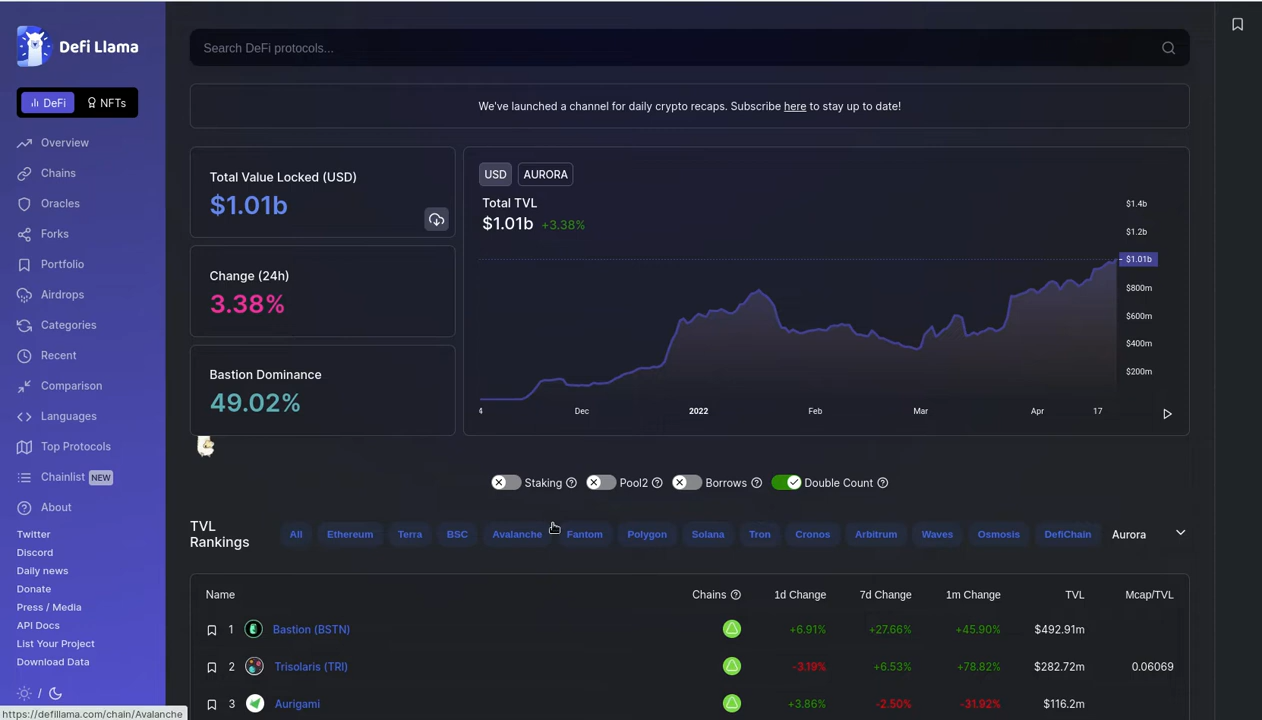 Defi Llama
DeFi
NFTs
Overview
Chains
Oracles
Forks
Portfolio
Airdrops
Categories
Recent
Comparison
Languages
Top Protocols
Chainlist NEW
About
Twitter
Discord
Daily news
Donate
Press / Media
API Docs
List Your Project
Download Data
/
https://defillama.com/chain/Avalanche
Search DeFi protocols...
We've launched a channel for daily crypto recaps. Subscribe here to stay up to date!
Total Value Locked (USD)
$1.01b
Change (24h)
3.38%
Bastion Dominance
49.02%
USD AURORA
Total TVL
$1.01b +3.38%
$1.4b
$1.2b
$1.01b
$800m
$600m
$400m
$200m
4 Dec 2022 Feb Mar Apr 17
Staking Pool2 Borrows Double Count
TVL
Rankings
All Ethereum Terra BSC Avalanche Fantom Polygon Solana Tron Cronos Arbitrum Waves Osmosis DefiChain Aurora
Name Chains 1d Change 7d Change 1m Change TVL Mcap/TVL
1 Bastion (BSTN) +6.91% +27.66% +45.90% $492.91m
2 Trisolaris (TRI) -3.19% +6.53% +78.82% $282.72m 0.06069
3 Aurigami +3.86% -2.50% -31.92% $116.2m